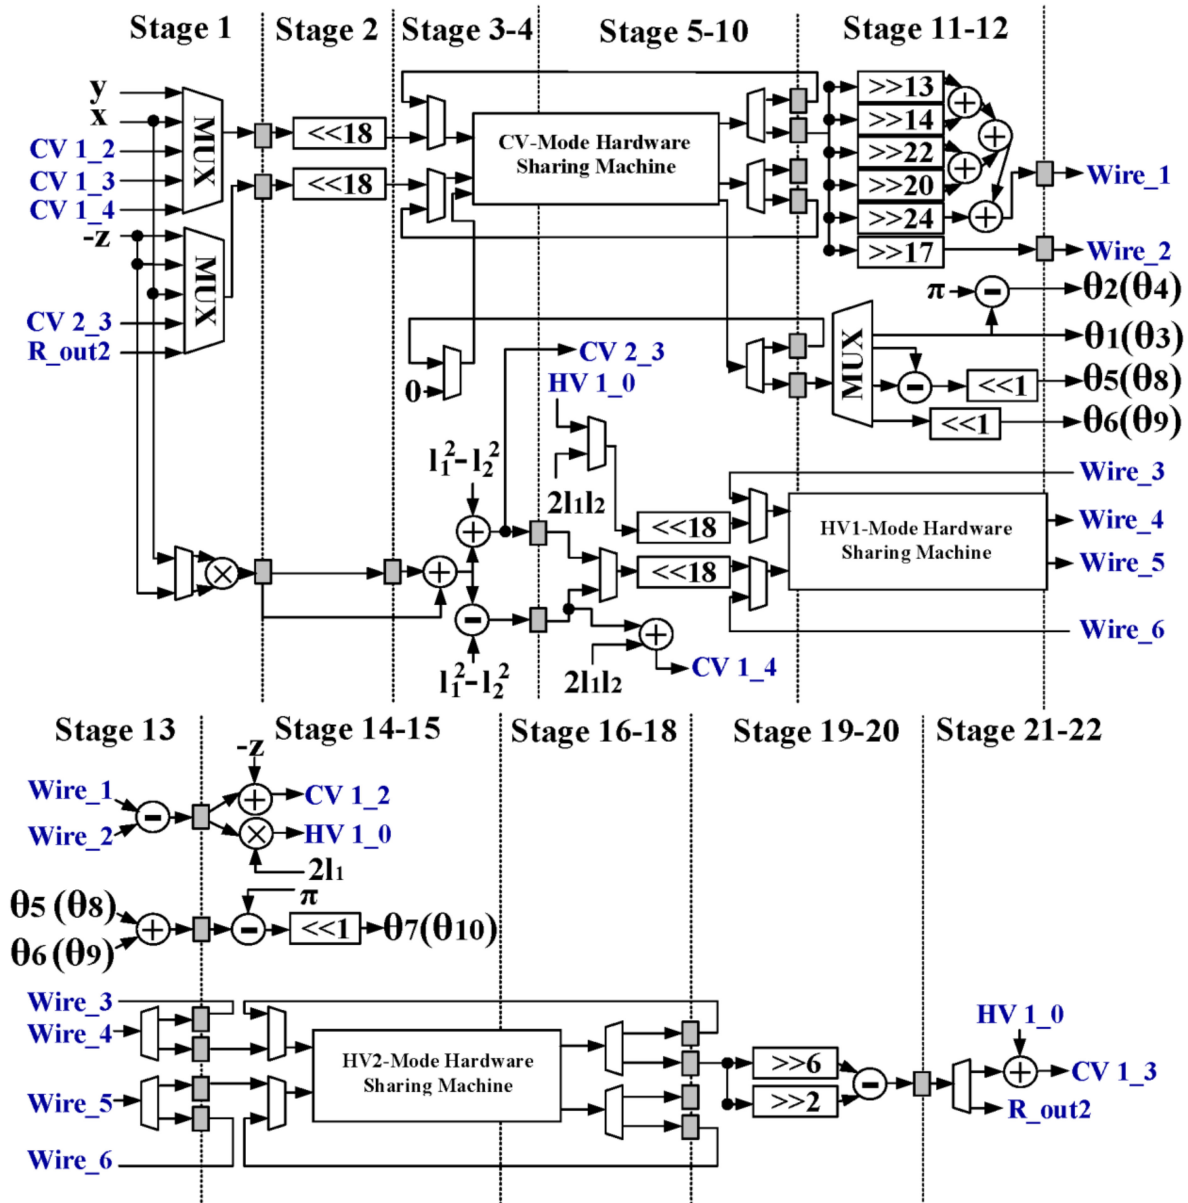 Stage 1
Stage 2
Stage 3-4
Stage 5-10
Stage 11-12
y
x
CV 1_2
CV 1_3
CV 1_4
-z
CV 2_3
R_out2
MUX
MUX
<<18
<<18
CV-Mode Hardware
Sharing Machine
>>13
>>14
>>22
>>20
>>24
>>17
+
+
+
+
Wire_1
Wire_2
π
-
θ2(θ4)
θ1(θ3)
MUX
-
<<1
θ5(θ8)
<<1
θ6(θ9)
0
CV 2_3
HV 1_0
l₁²-l₂²
2l₁l₂
+
×
+
-
l₁²-l₂²
<<18
<<18
2l₁l₂
+
CV 1_4
HV1-Mode Hardware
Sharing Machine
Wire_3
Wire_4
Wire_5
Wire_6
Stage 13
Stage 14-15
Stage 16-18
Stage 19-20
Stage 21-22
Wire_1
Wire_2
-
-z
+
CV 1_2
×
HV 1_0
2l₁
θ5 (θ8)
θ6 (θ9)
+
π
-
<<1
θ7(θ10)
Wire_3
Wire_4
Wire_5
Wire_6
HV2-Mode Hardware
Sharing Machine
>>6
>>2
-
HV 1_0
+
CV 1_3
R_out2